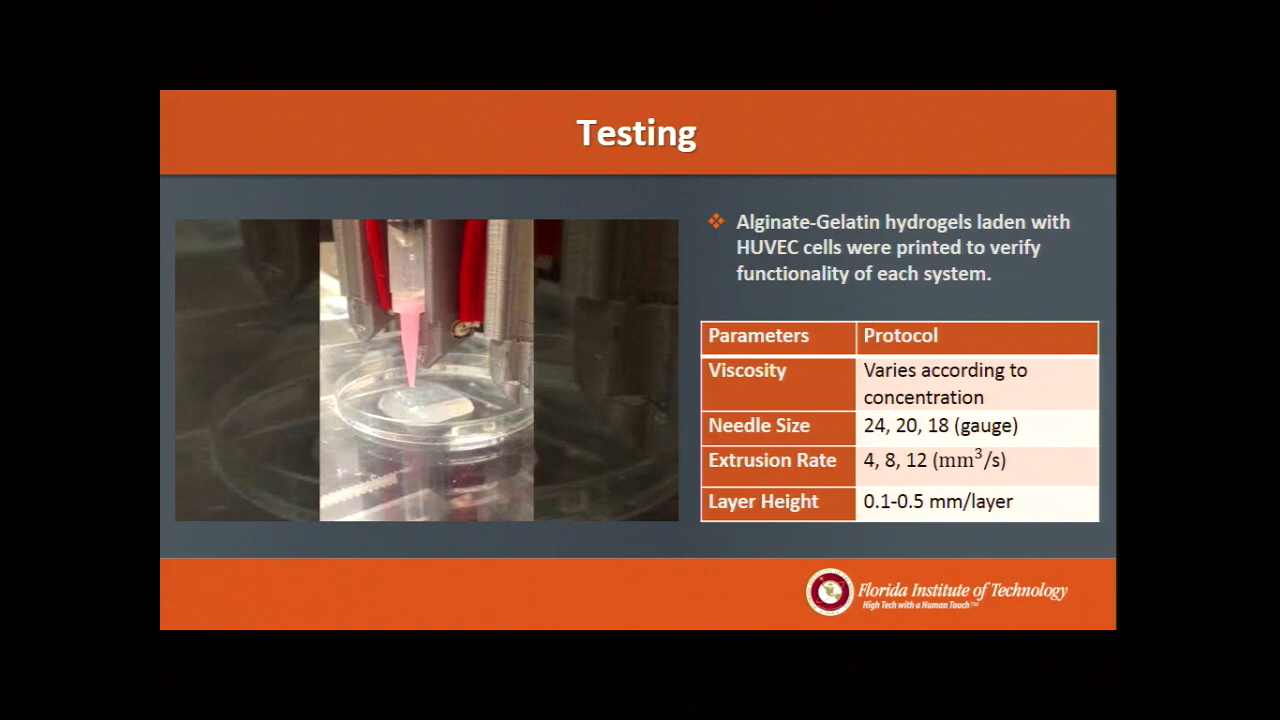 Testing
Alginate-Gelatin hydrogels laden with
HUVEC cells were printed to verify
functionality of each system.
Parameters Protocol
Viscosity Varies according to
concentration
Needle Size 24, 20, 18 (gauge)
Extrusion Rate 4, 8, 12 (mm³/s)
Layer Height 0.1-0.5 mm/layer
Florida Institute of Technology
High Tech with a Human Touch™